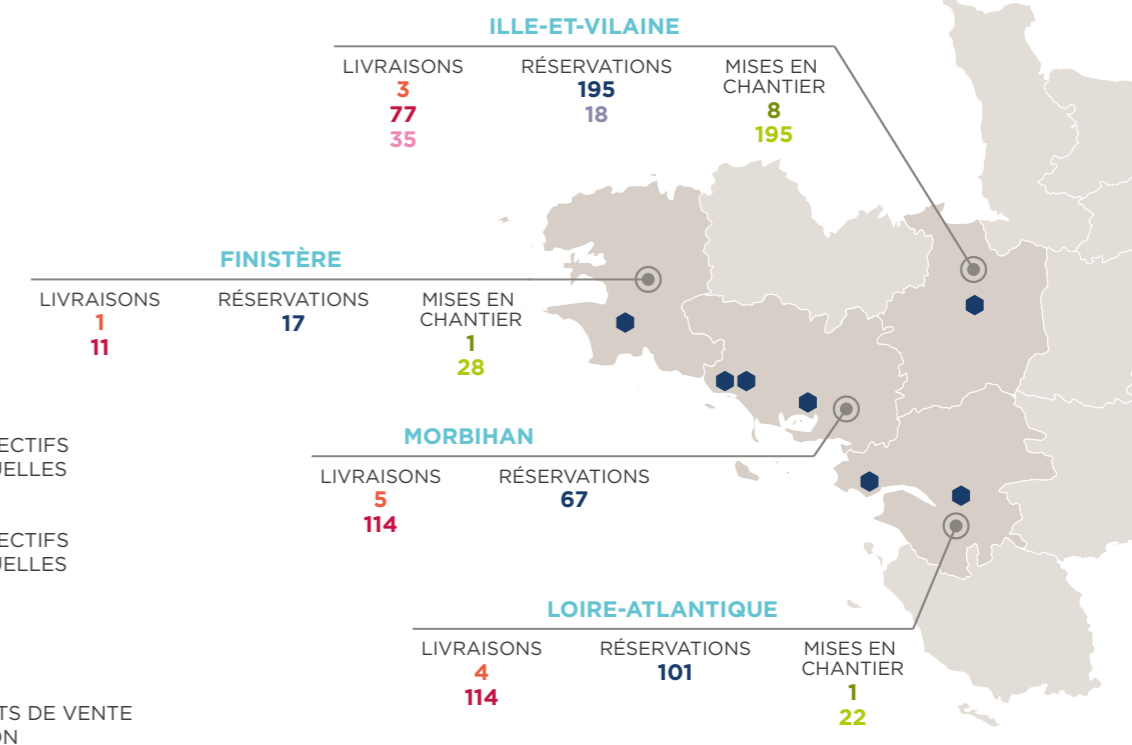 ILLE-ET-VILAINE
LIVRAISONS
3
77
35
RÉSERVATIONS
195
18
MISES EN
CHANTIER
8
195
FINISTÈRE
LIVRAISONS
1
11
RÉSERVATIONS
17
MISES EN
CHANTIER
1
28
ECTIFS
UELLES
MORBIHAN
LIVRAISONS
5
114
RÉSERVATIONS
67
ECTIFS
UELLES
LOIRE-ATLANTIQUE
LIVRAISONS
4
114
RÉSERVATIONS
101
MISES EN
CHANTIER
1
22
TS DE VENTE
ON